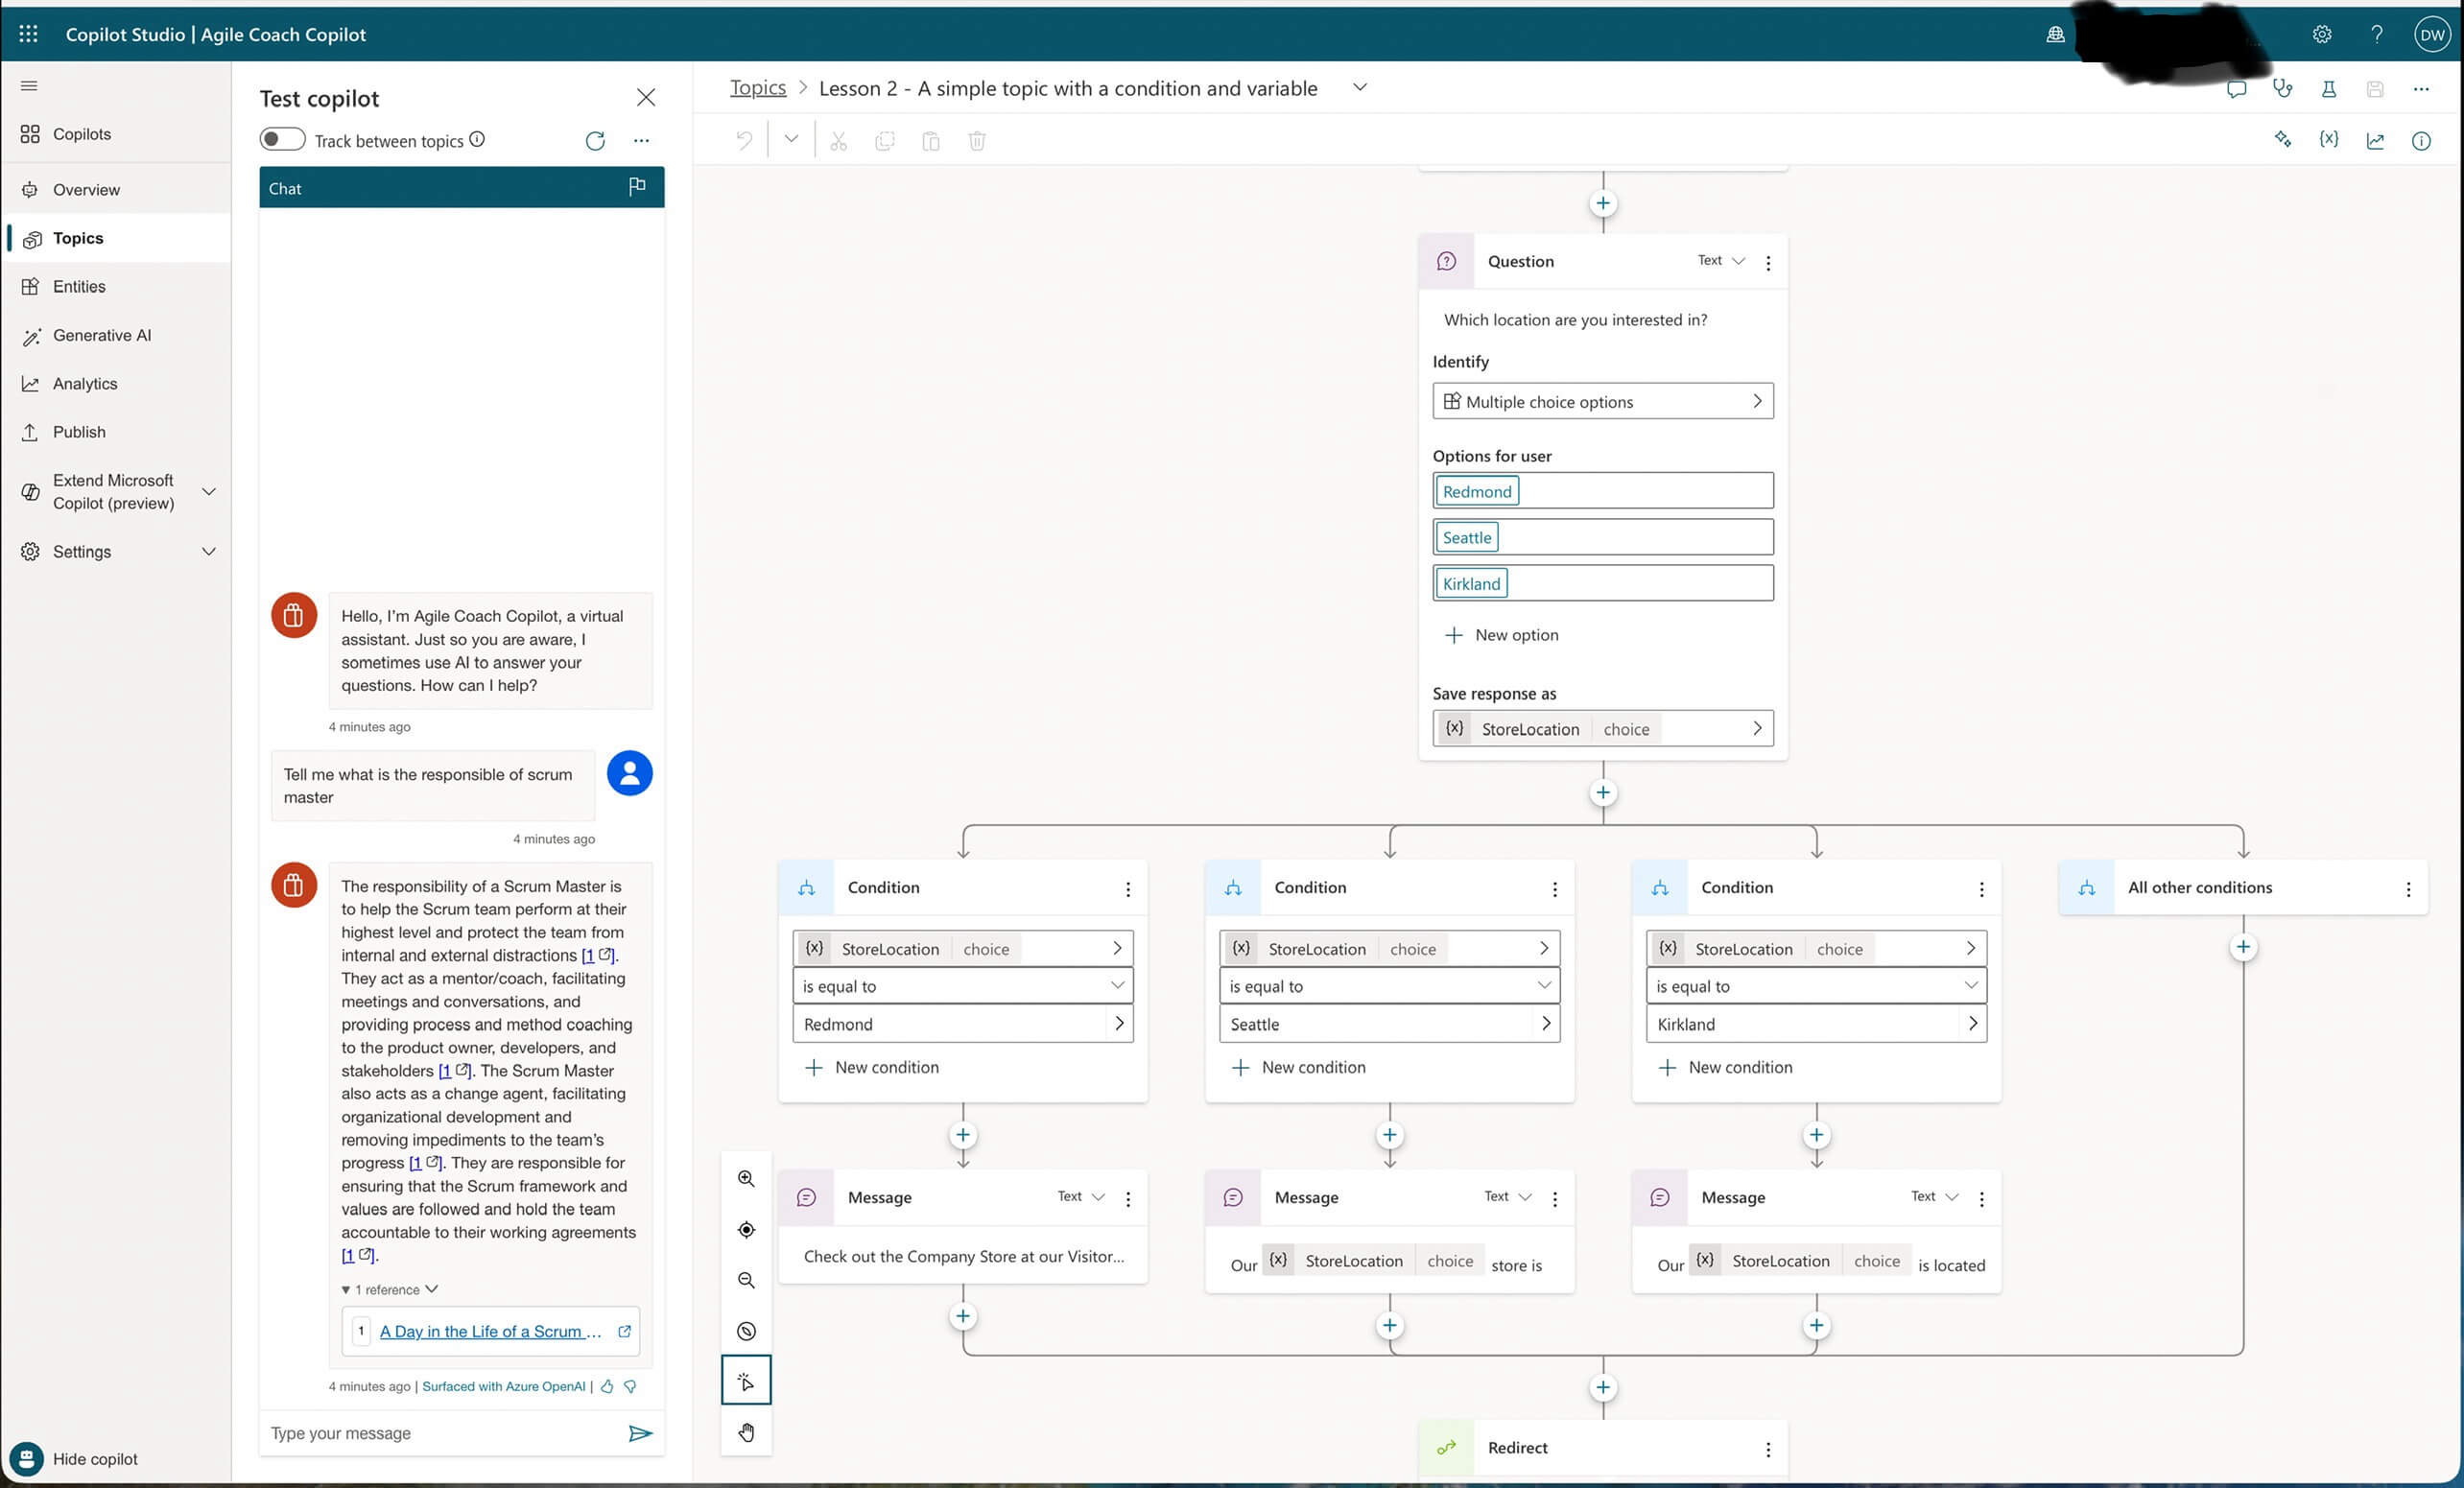 Copilot Studio | Agile Coach Copilot
DW
Copilots
Overview
Topics
Entities
Generative AI
Analytics
Publish
Extend Microsoft
Copilot (preview)
Settings
Hide copilot
Test copilot
Track between topics
Chat
Hello, I'm Agile Coach Copilot, a virtual
assistant. Just so you are aware, I
sometimes use AI to answer your
questions. How can I help?
4 minutes ago
Tell me what is the responsible of scrum
master
4 minutes ago
The responsibility of a Scrum Master is
to help the Scrum team perform at their
highest level and protect the team from
internal and external distractions [1].
They act as a mentor/coach, facilitating
meetings and conversations, and
providing process and method coaching
to the product owner, developers, and
stakeholders [1]. The Scrum Master
also acts as a change agent, facilitating
organizational development and
removing impediments to the team's
progress [1]. They are responsible for
ensuring that the Scrum framework and
values are followed and hold the team
accountable to their working agreements
[1].
1 reference
1 A Day in the Life of a Scrum ...
4 minutes ago | Surfaced with Azure OpenAI |
Type your message
Topics > Lesson 2 - A simple topic with a condition and variable
{x}
Question Text
Which location are you interested in?
Identify
Multiple choice options
Options for user
Redmond
Seattle
Kirkland
+ New option
Save response as
{x} StoreLocation choice
Condition
{x} StoreLocation choice
is equal to
Redmond
+ New condition
Condition
{x} StoreLocation choice
is equal to
Seattle
+ New condition
Condition
{x} StoreLocation choice
is equal to
Kirkland
+ New condition
All other conditions
Message Text
Check out the Company Store at our Visitor...
Message Text
Our {x} StoreLocation choice store is
Message Text
Our {x} StoreLocation choice is located
Redirect